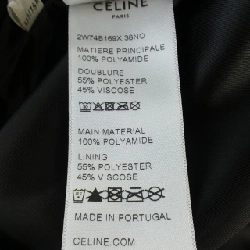 CELINE
PARIS
2W74B169X.38NO
MATIERE PRINCIPALE
100% POLYAMIDE
DOUBLURE
55% POLYESTER
45% VISCOSE
MAIN MATERIAL
100% POLYAMIDE
LINING
55% POLYESTER
45% VISCOSE
MADE IN PORTUGAL
CELINE.COM